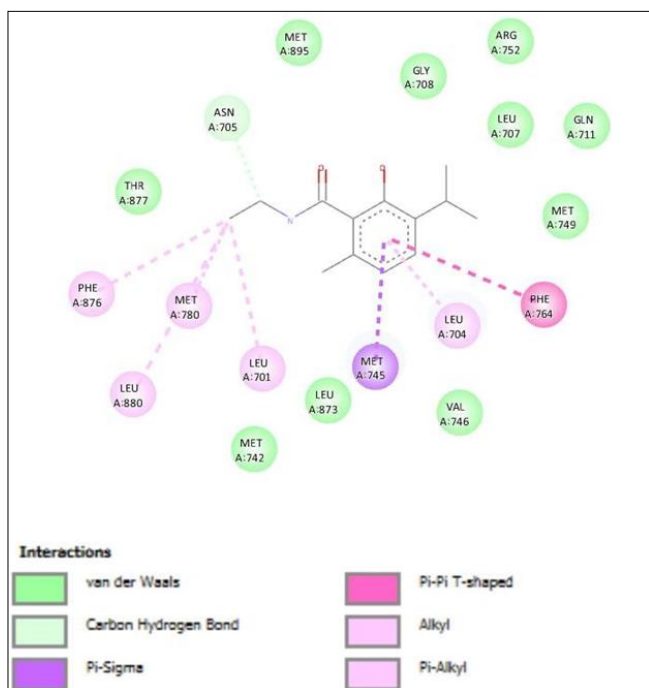 MET
A:895
ARG
A:752
GLY
A:708
ASN
A:705
LEU
A:707
GLN
A:711
O
O
THR
A:877
N
MET
A:749
PHE
A:876
MET
A:780
PHE
A:764
LEU
A:704
LEU
A:701
MET
A:745
LEU
A:880
LEU
A:873
VAL
A:746
MET
A:742
Interactions
van der Waals
Carbon Hydrogen Bond
Pi-Sigma
Pi-Pi T-shaped
Alkyl
Pi-Alkyl